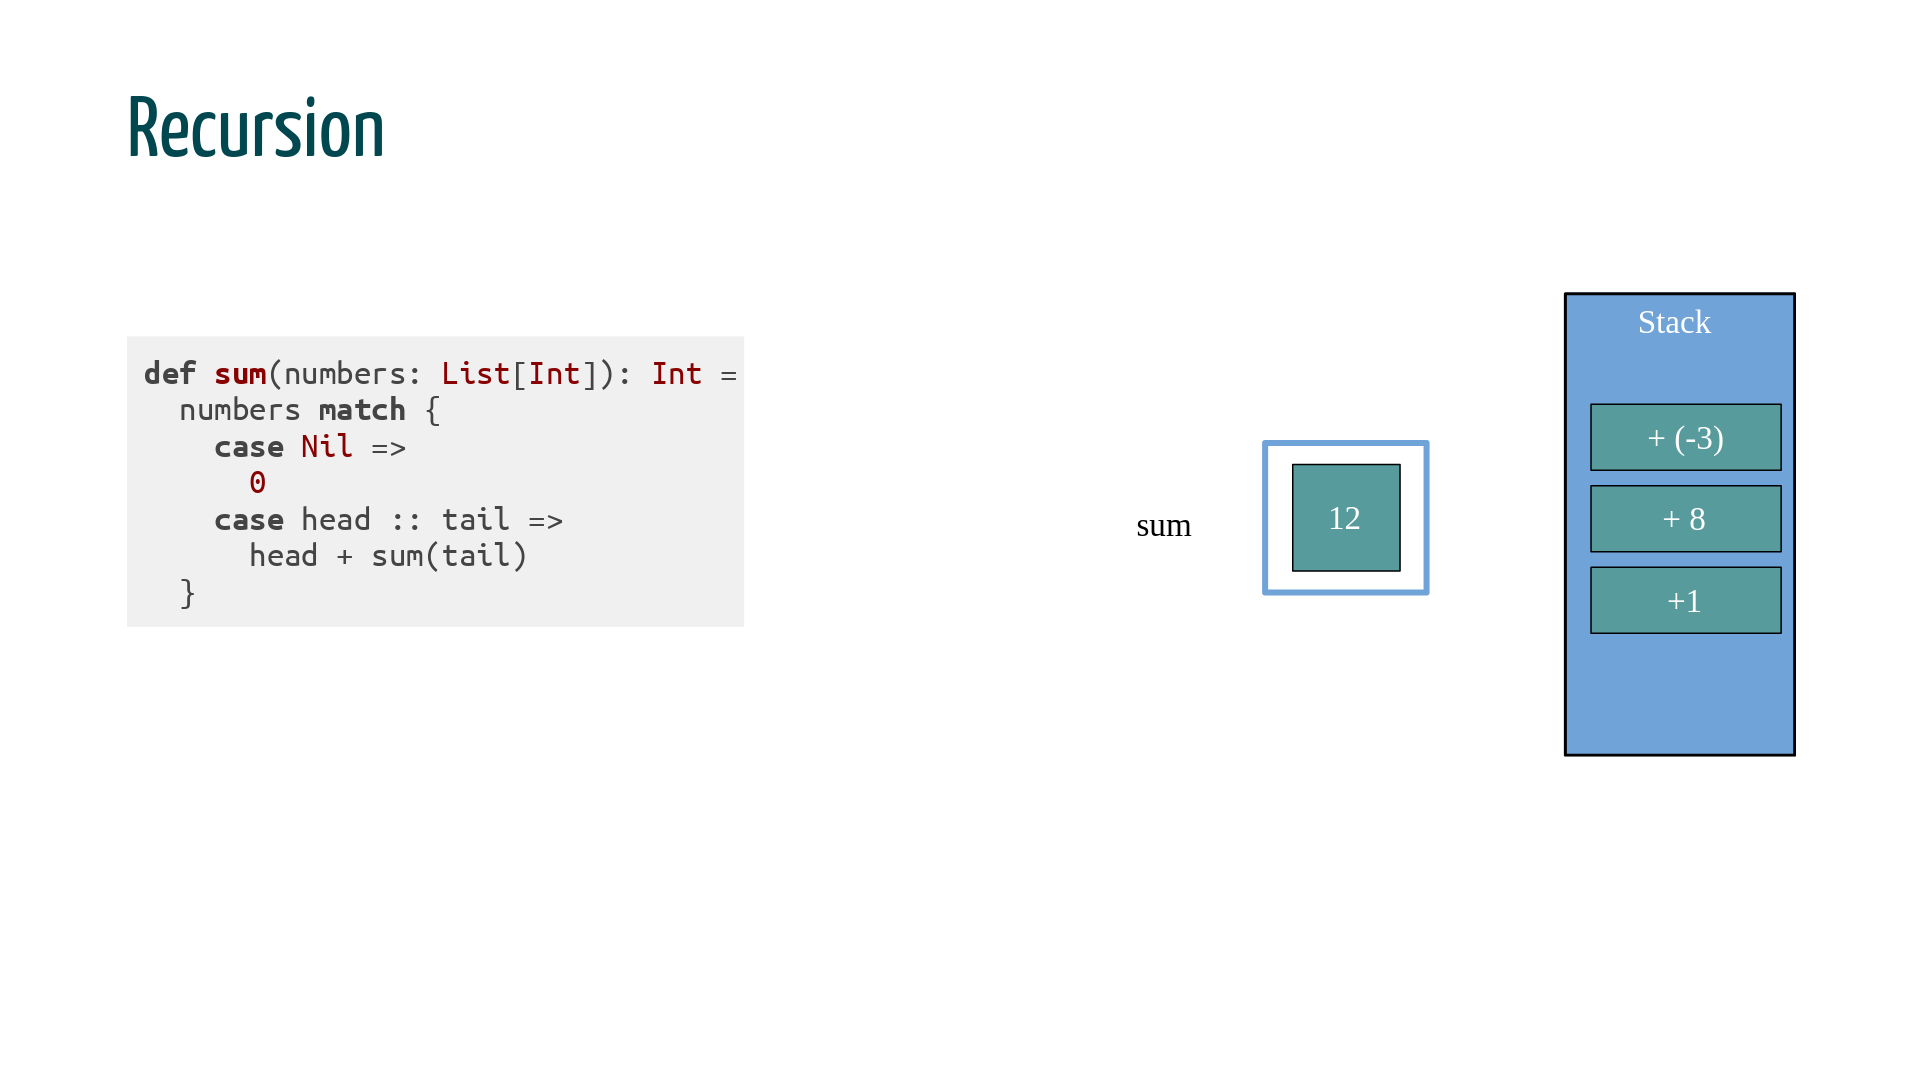 Recursion
def sum(numbers: List[Int]): Int =
  numbers match {
    case Nil =>
      0
    case head :: tail =>
      head + sum(tail)
  }
sum
12
Stack
+ (-3)
+ 8
+1